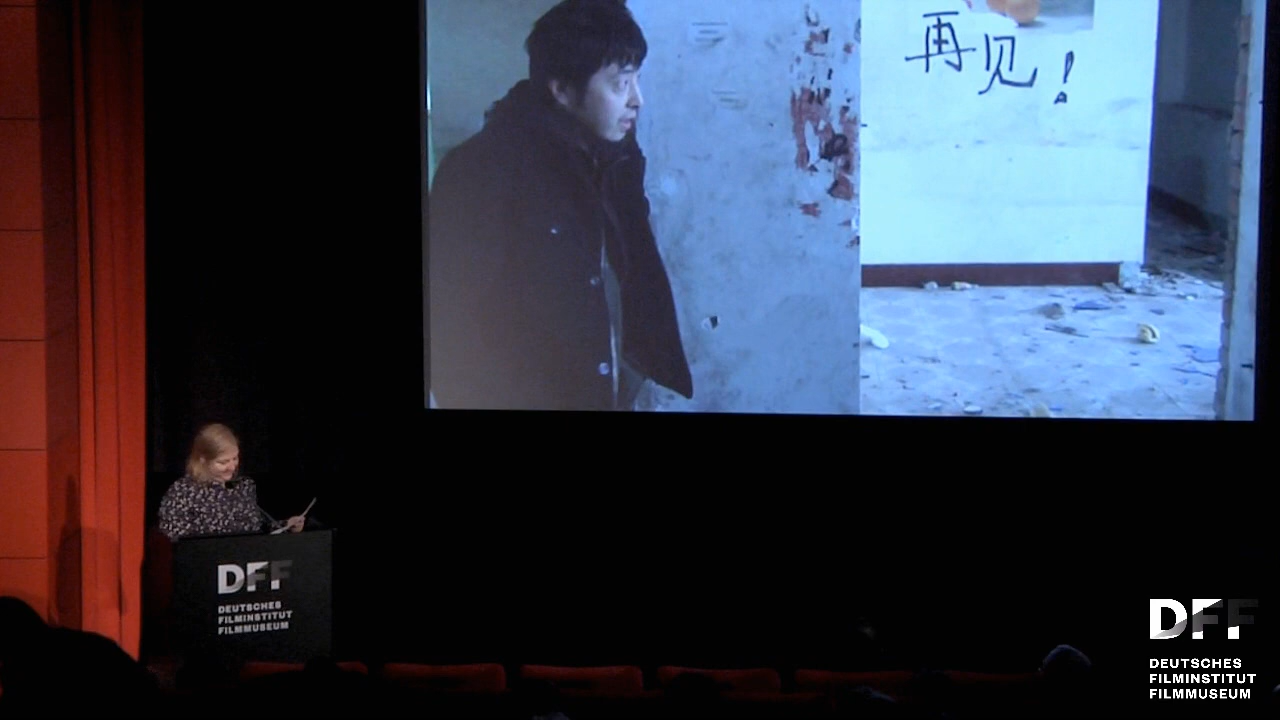 再见!
DFF
DEUTSCHES
FILMINSTITUT
FILMMUSEUM
DFF
DEUTSCHES
FILMINSTITUT
FILMMUSEUM